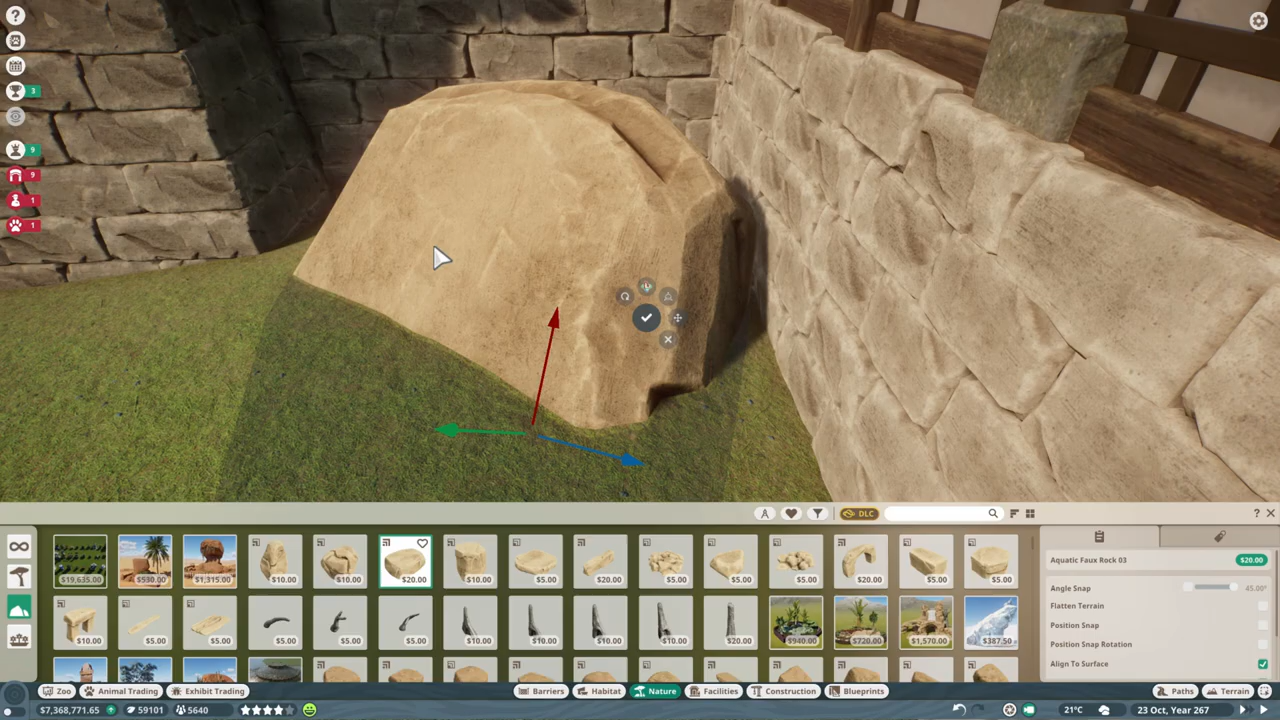 ?
3
9
9
1
1
DLC
?
$19,635.00 $530.00 $1,315.00 $10.00 $10.00 $20.00 $10.00 $5.00 $20.00 $5.00 $5.00 $5.00 $20.00 $5.00 $5.00
$10.00 $5.00 $5.00 $5.00 $5.00 $5.00 $10.00 $10.00 $10.00 $10.00 $20.00 $940.00 $720.00 $1,570.00 $387.50
Aquatic Faux Rock 03 $20.00
Angle Snap 45.00°
Flatten Terrain
Position Snap
Position Snap Rotation
Align To Surface
Zoo Animal Trading Exhibit Trading Barriers Habitat Nature Facilities Construction Blueprints Paths Terrain
$7,368,771.65 59101 5640 21°C 23 Oct, Year 267